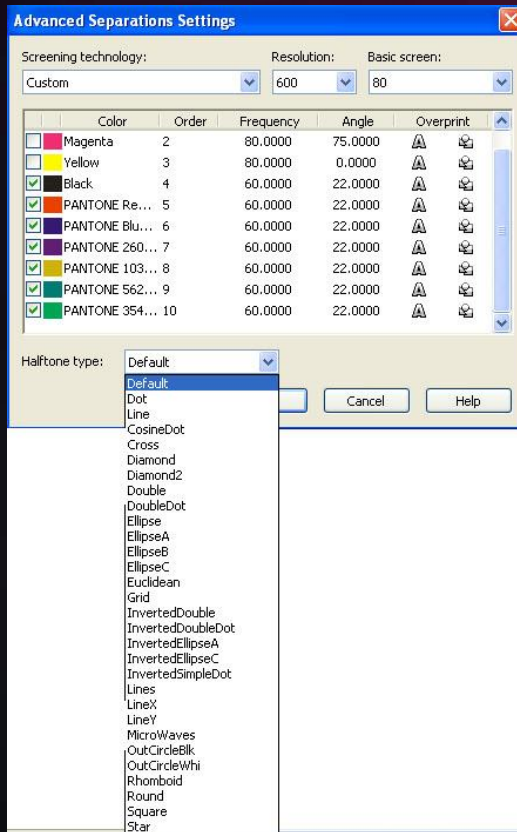 Advanced Separations Settings
Screening technology: Resolution: Basic screen:
Custom 600 80
Color Order Frequency Angle Overprint
Magenta 2 80.0000 75.0000
Yellow 3 80.0000 0.0000
Black 4 60.0000 22.0000
PANTONE Re... 5 60.0000 22.0000
PANTONE Blu... 6 60.0000 22.0000
PANTONE 260... 7 60.0000 22.0000
PANTONE 103... 8 60.0000 22.0000
PANTONE 562... 9 60.0000 22.0000
PANTONE 354... 10 60.0000 22.0000
Halftone type: Default
Default
Cancel Help
Dot
Line
CosineDot
Cross
Diamond
Diamond2
Double
DoubleDot
Ellipse
EllipseA
EllipseB
EllipseC
Euclidean
Grid
InvertedDouble
InvertedDoubleDot
InvertedEllipseA
InvertedEllipseC
InvertedSimpleDot
Lines
LineX
LineY
MicroWaves
OutCircleBlk
OutCircleWhi
Rhomboid
Round
Square
Star